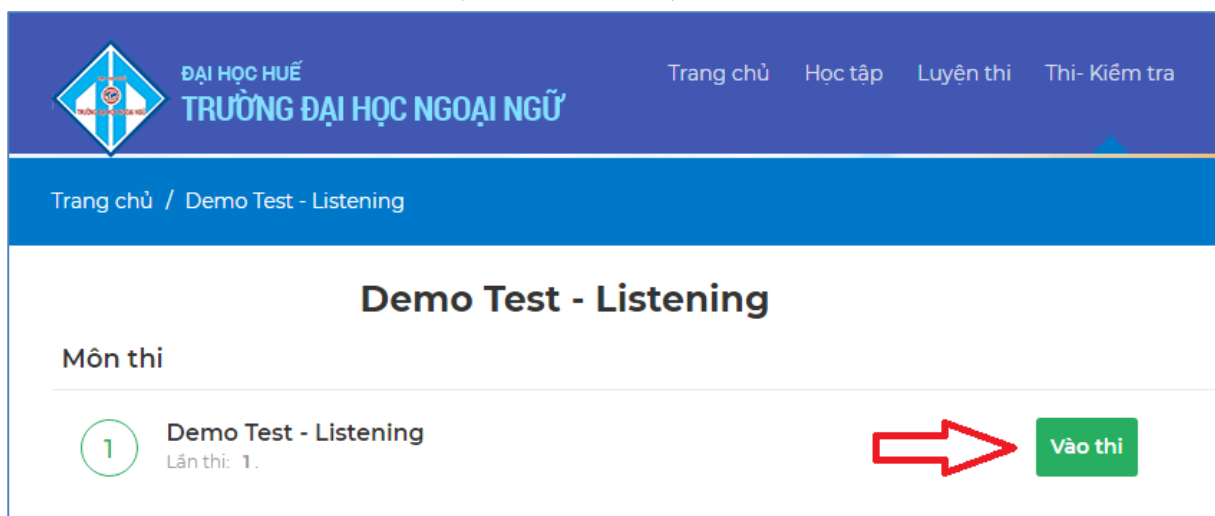 ĐẠI HỌC HUẾ
TRƯỜNG ĐẠI HỌC NGOẠI NGỮ
Trang chủ Học tập Luyện thi Thi- Kiểm tra
Trang chủ / Demo Test - Listening
Demo Test - Listening
Môn thi
1 Demo Test - Listening
Lần thi: 1.
Vào thi